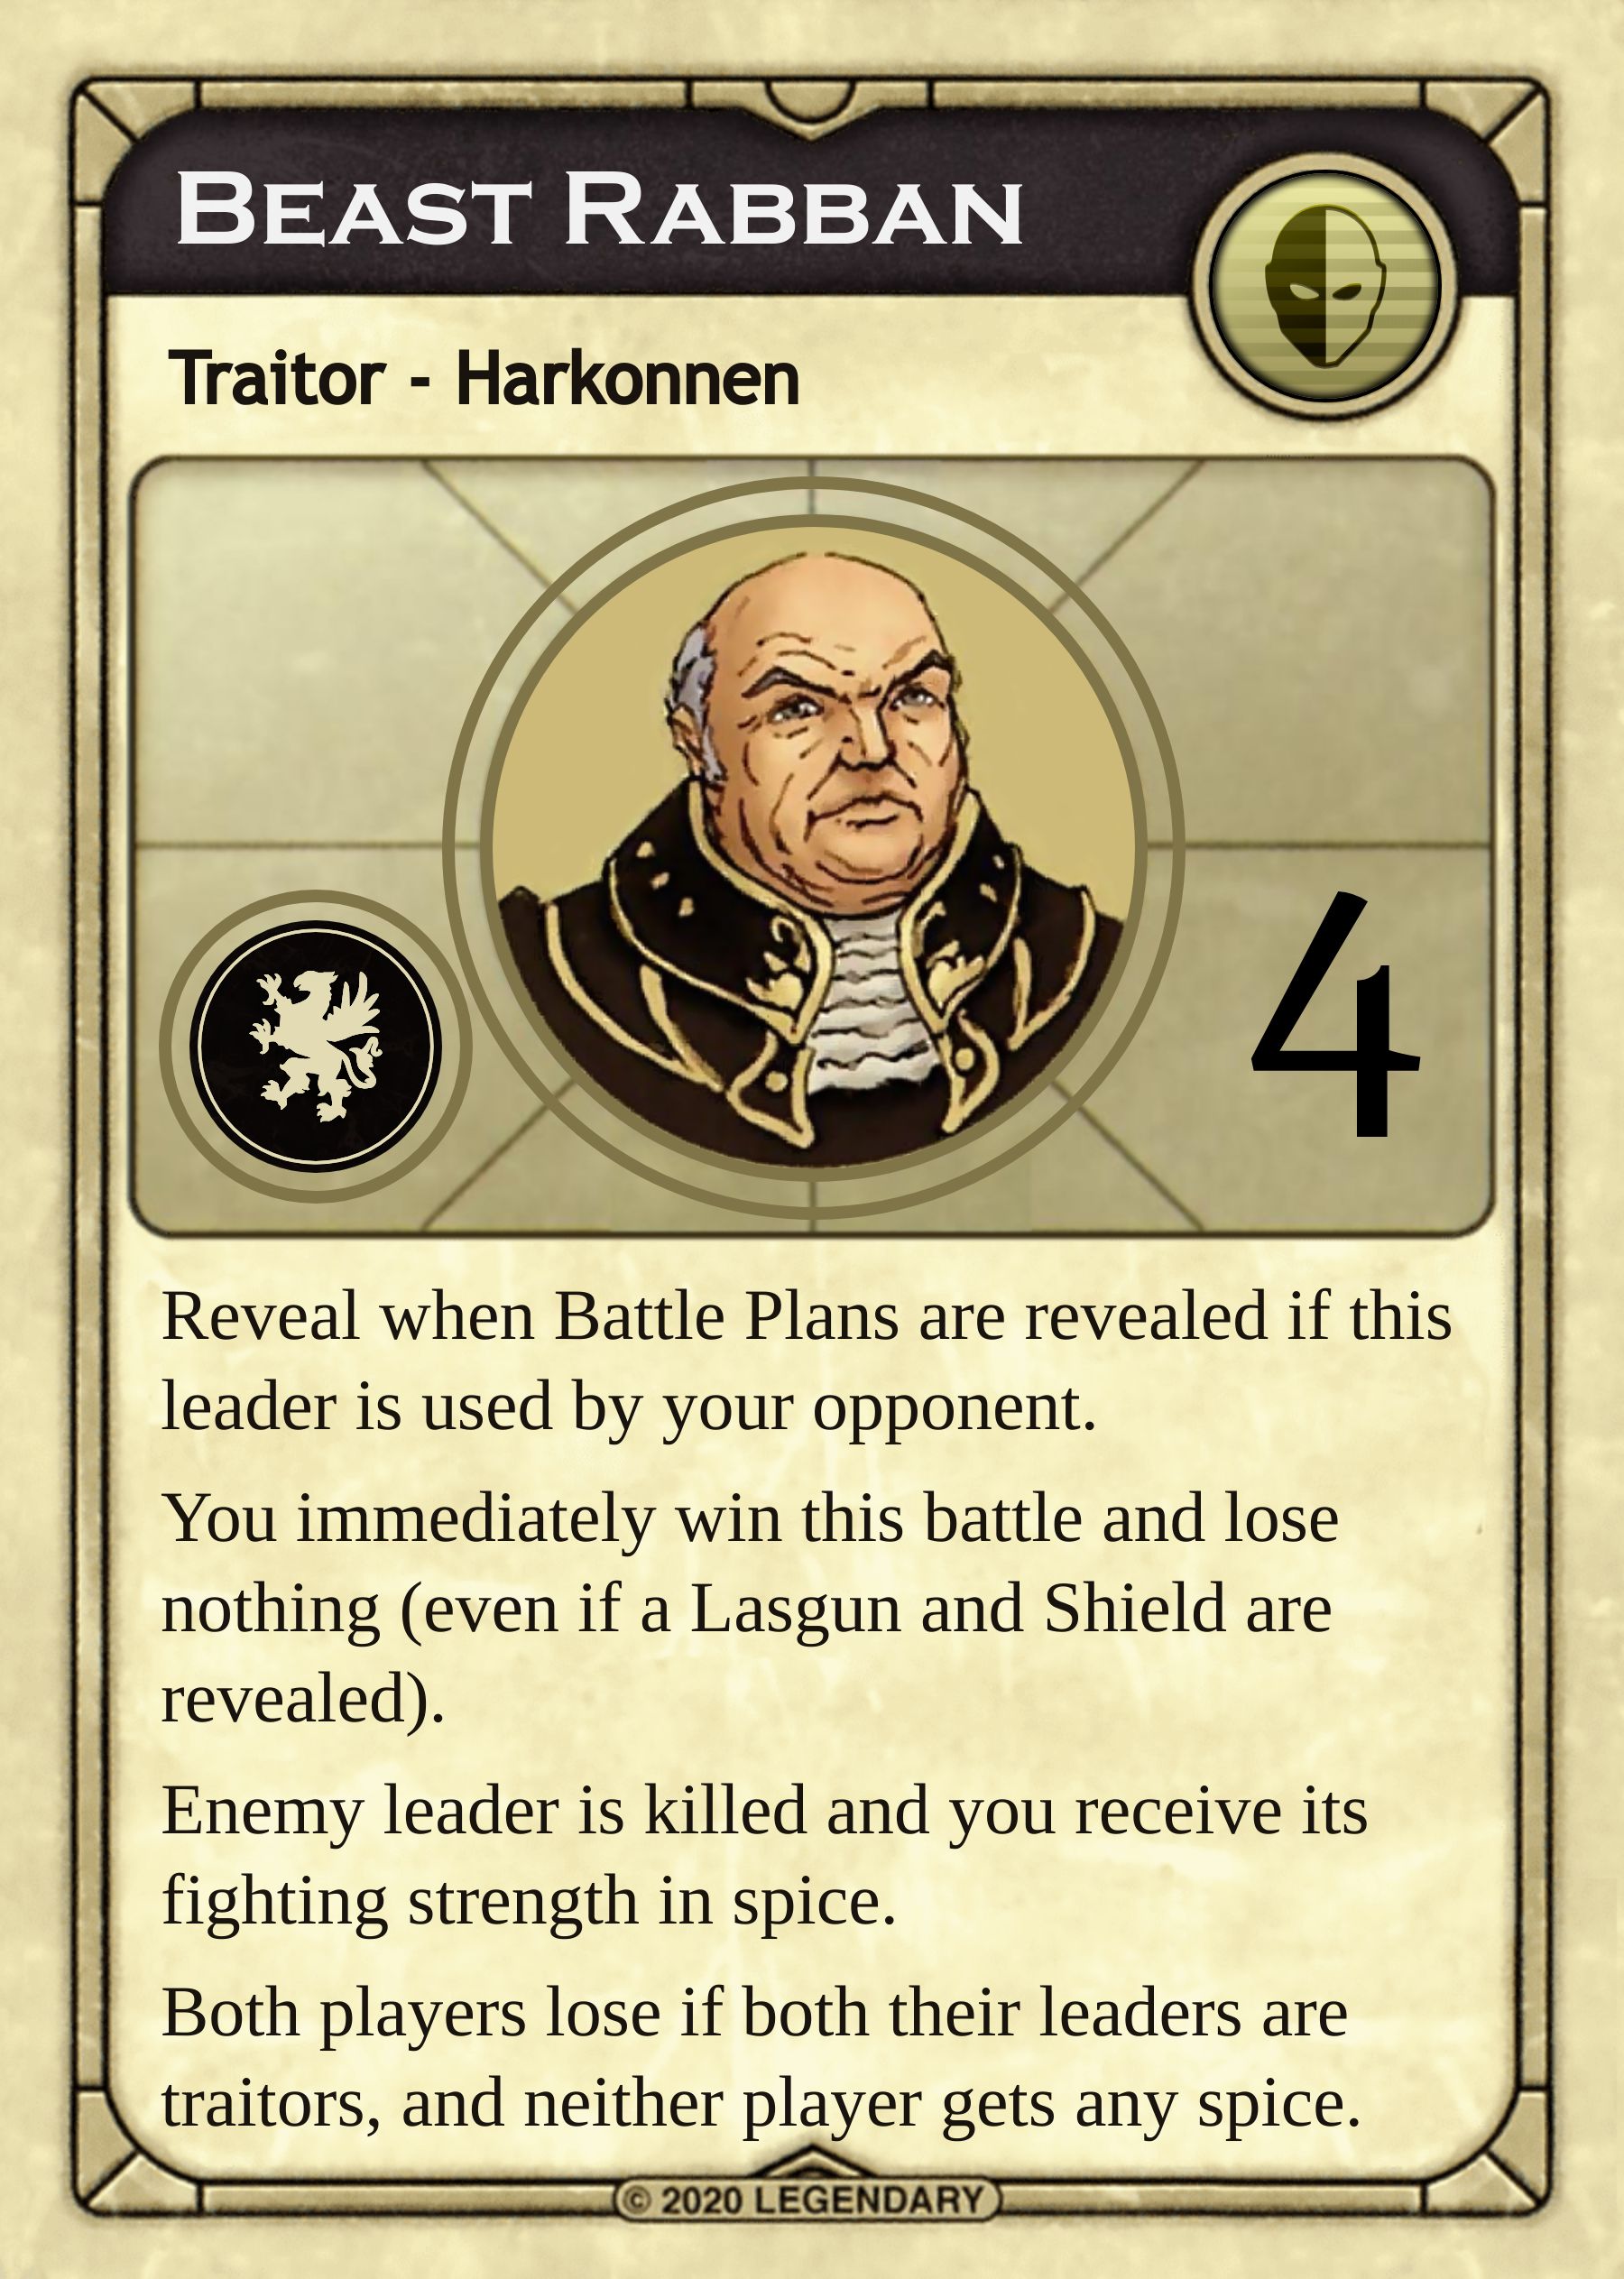 BEAST RABBAN
Traitor - Harkonnen
4
Reveal when Battle Plans are revealed if this
leader is used by your opponent.
You immediately win this battle and lose
nothing (even if a Lasgun and Shield are
revealed).
Enemy leader is killed and you receive its
fighting strength in spice.
Both players lose if both their leaders are
traitors, and neither player gets any spice.
© 2020 LEGENDARY